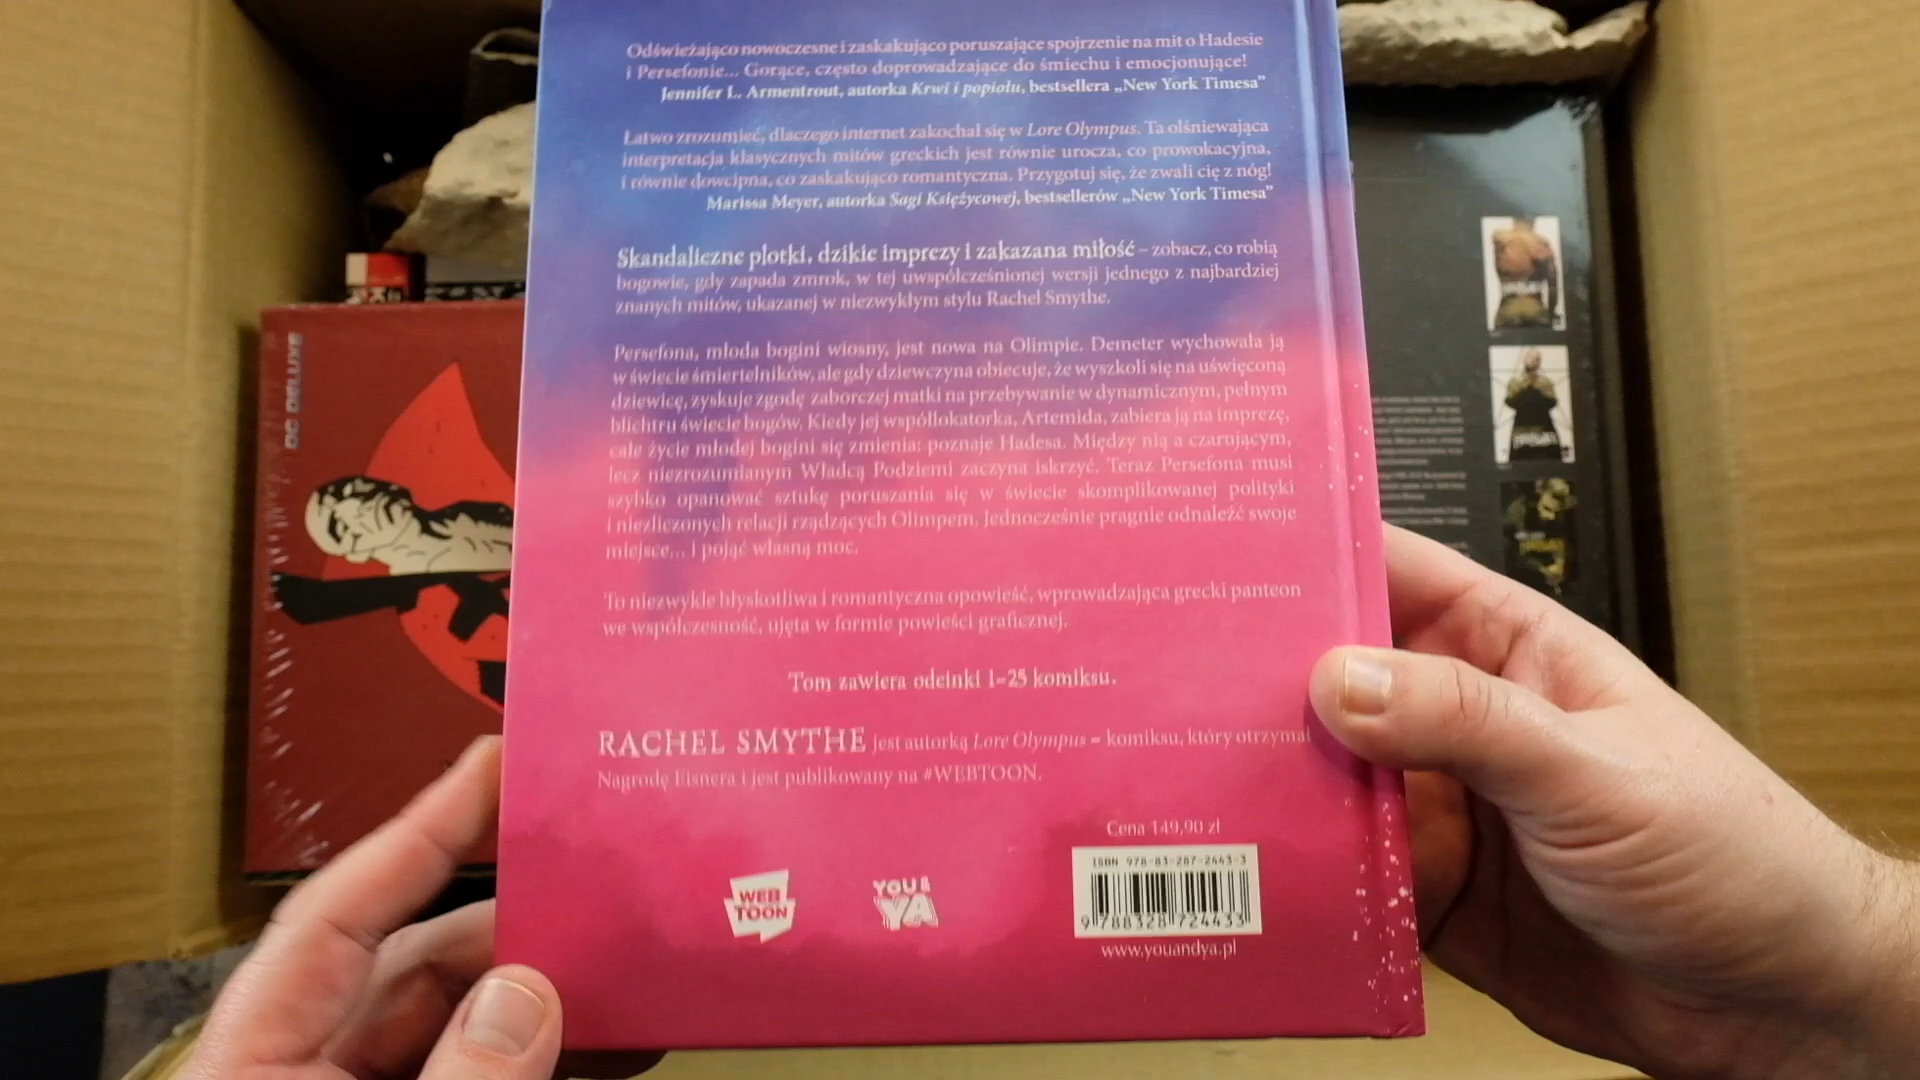 Odświeżająco nowoczesne i zaskakująco poruszające spojrzenie na mit o Hadesie
i Persefonie... Gorące, często doprowadzające do śmiechu i emocjonujące!
Jennifer L. Armentrout, autorka Krwi i popiołu, bestsellera „New York Timesa”
Łatwo zrozumieć, dlaczego internet zakochał się w Lore Olympus. Ta olśniewająca
interpretacja klasycznych mitów greckich jest równie urocza, co prowokacyjna,
i równie dowcipna, co zaskakująco romantyczna. Przygotuj się, że zwali cię z nóg!
Marissa Meyer, autorka Sagi Księżycowej, bestsellerów „New York Timesa”
Skandaliczne plotki, dzikie imprezy i zakazana miłość – zobacz, co robią
bogowie, gdy zapada zmrok, w tej uwspółcześnionej wersji jednego z najbardziej
znanych mitów, ukazanej w niezwykłym stylu Rachel Smythe.
Persefona, młoda bogini wiosny, jest nowa na Olimpie. Demeter wychowała ją
w świecie śmiertelników, ale gdy dziewczyna obiecuje, że wyszkoli się na uświęconą
dziewicę, zyskuje zgodę zaborczej matki na przebywanie w dynamicznym, pełnym
blichtru świecie bogów. Kiedy jej współlokatorka, Artemida, zabiera ją na imprezę,
całe życie młodej bogini się zmienia: poznaje Hadesa. Między nią a czarującym,
lecz niezrozumianym Władcą Podziemi zaczyna iskrzyć. Teraz Persefona musi
szybko opanować sztukę poruszania się w świecie skomplikowanej polityki
i niezliczonych relacji rządzących Olimpem. Jednocześnie pragnie odnaleźć swoje
miejsce... i pojąć własną moc.
To niezwykle błyskotliwa i romantyczna opowieść, wprowadzająca grecki panteon
we współczesność, ujęta w formie powieści graficznej.
Tom zawiera odcinki 1–25 komiksu.
RACHEL SMYTHE jest autorką Lore Olympus – komiksu, który otrzymał
Nagrodę Eisnera i jest publikowany na #WEBTOON.
Cena 149,90 zł
ISBN 978-83-287-2443-3
9 788328 724433
www.youandya.pl
WEB
TOON
YOU&
YA
DC DELUXE